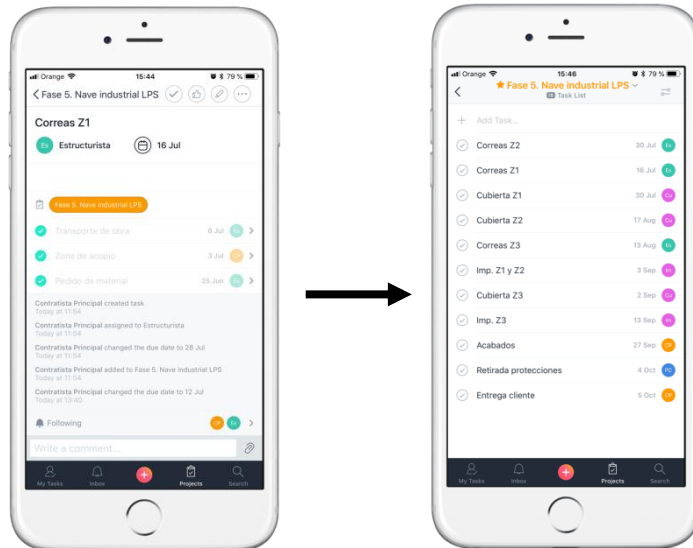 Orange
15:44
79 %
Fase 5. Nave industrial LPS
Correas Z1
Es
Estructurista
16 Jul
Fase 5. Nave industrial LPS
Transporte de obra
6 Jul
Es
Zona de acopio
3 Jul
CP
Pedido de material
25 Jun
Es
Contratista Principal created task
Today at 11:54
Contratista Principal assigned to Estructurista
Today at 11:54
Contratista Principal changed the due date to 28 Jul
Today at 11:54
Contratista Principal added to Fase 5. Nave industrial LPS
Today at 11:54
Contratista Principal changed the due date to 12 Jul
Today at 13:40
Following
CP
Es
Write a comment...
My Tasks
Inbox
Projects
Search
Orange
15:46
79 %
Fase 5. Nave industrial LPS
Task List
Add Task...
Correas Z2
30 Jul
Es
Correas Z1
16 Jul
Es
Cubierta Z1
30 Jul
Cu
Cubierta Z2
17 Aug
Cu
Correas Z3
13 Aug
Es
Imp. Z1 y Z2
3 Sep
Im
Cubierta Z3
2 Sep
Cu
Imp. Z3
13 Sep
Im
Acabados
27 Sep
CP
Retirada protecciones
4 Oct
PC
Entrega cliente
5 Oct
CP
My Tasks
Inbox
Projects
Search